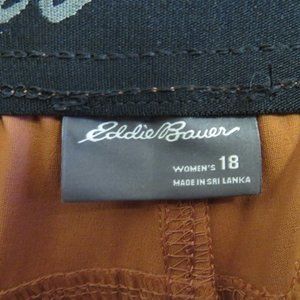 Eddie Bauer
WOMEN'S 18
MADE IN SRI LANKA